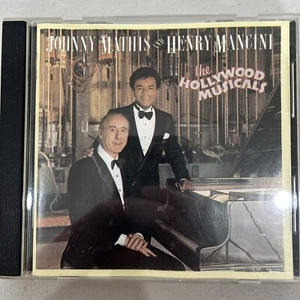 JOHNNY MATHIS AND HENRY MANCINI
The
HOLLYWOOD
MUSICALS